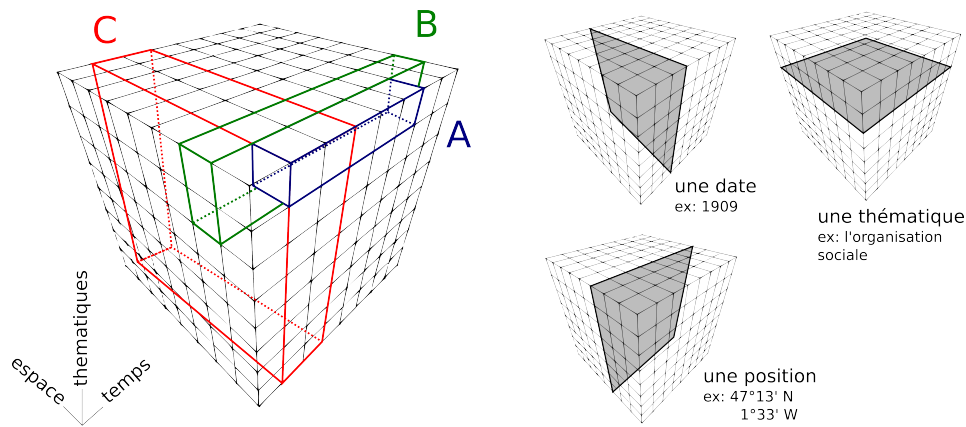 C
B
A
espace
thematiques
temps
une date
ex: 1909
une thématique
ex: l'organisation
sociale
une position
ex: 47°13' N
1°33' W